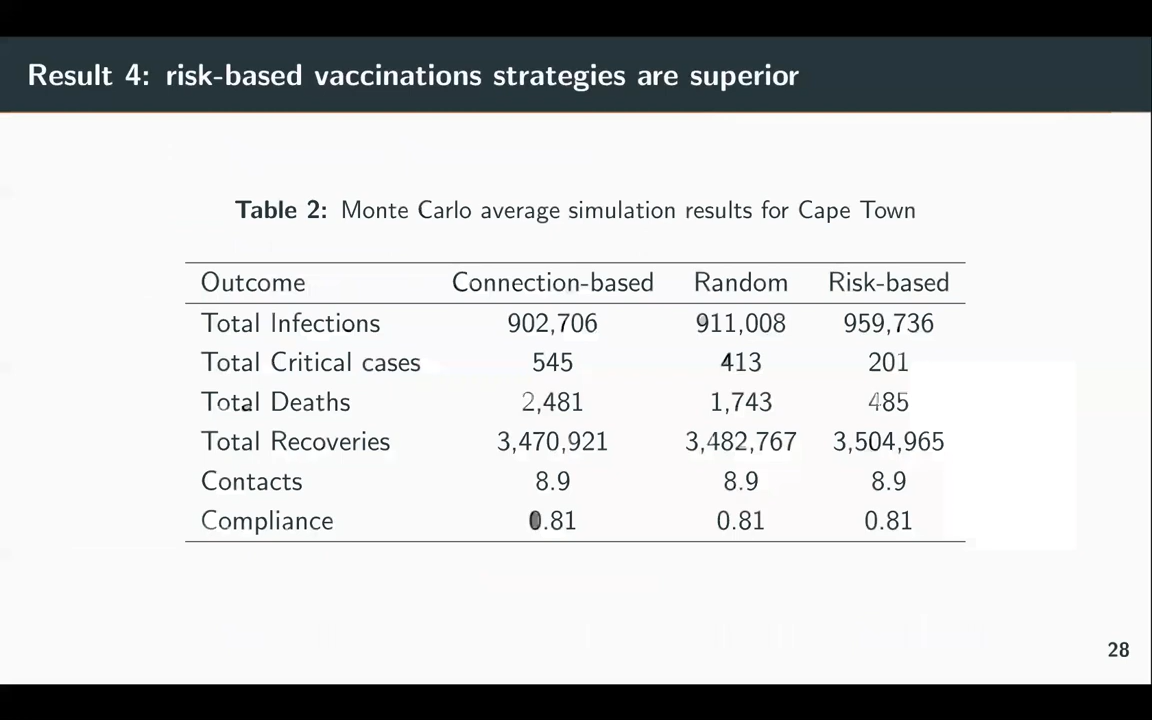 Result 4: risk-based vaccinations strategies are superior
Table 2: Monte Carlo average simulation results for Cape Town
Outcome Connection-based Random Risk-based
Total Infections 902,706 911,008 959,736
Total Critical cases 545 413 201
Total Deaths 2,481 1,743 485
Total Recoveries 3,470,921 3,482,767 3,504,965
Contacts 8.9 8.9 8.9
Compliance 0.81 0.81 0.81
28